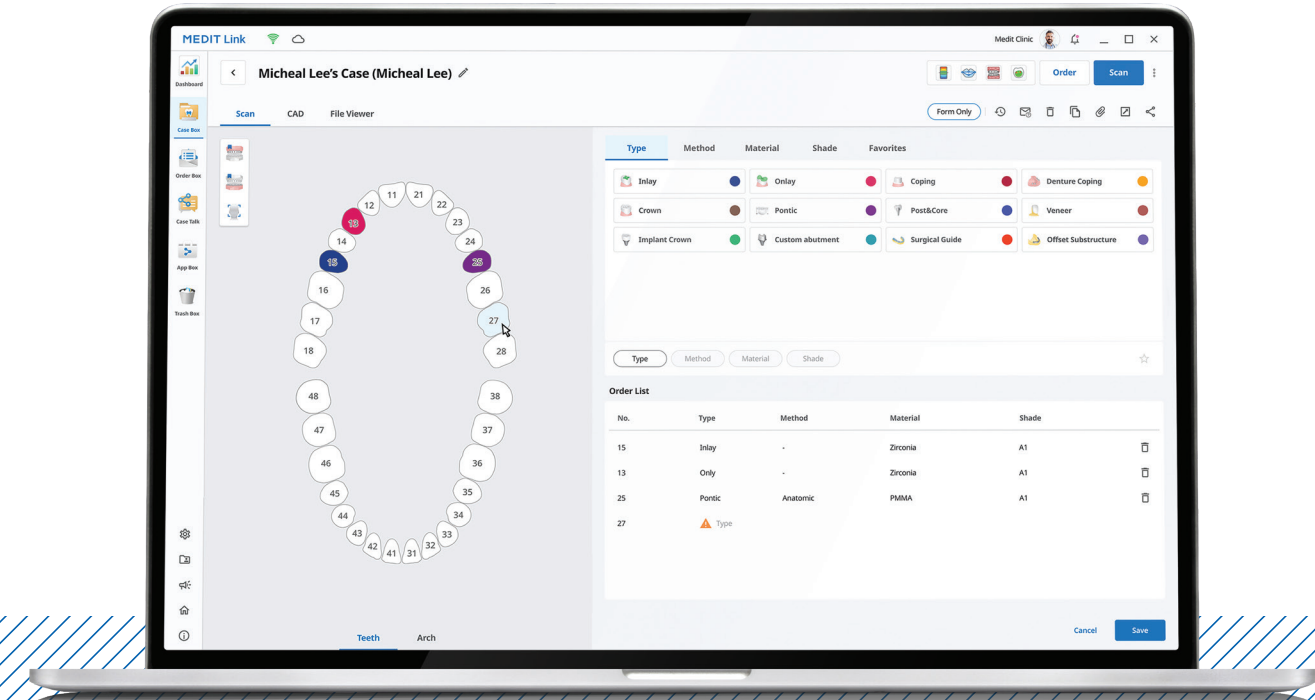 MEDIT Link
Medit Clinic
Dashboard
Case Box
Order Box
Case Talk
App Box
Trash Box
Micheal Lee's Case (Micheal Lee)
Order
Scan
Scan CAD File Viewer
Form Only
11 21
12 22
13 23
14 24
15 25
16 26
17 27
18 28
48 38
47 37
46 36
45 35
44 34
43 33
42 41 31 32
Teeth Arch
Type Method Material Shade Favorites
Inlay Onlay Coping Denture Coping
Crown Pontic Post&Core Veneer
Implant Crown Custom abutment Surgical Guide Offset Substructure
Type Method Material Shade
Order List
No. Type Method Material Shade
15 Inlay - Zirconia A1
13 Only - Zirconia A1
25 Pontic Anatomic PMMA A1
27 Type
Cancel Save